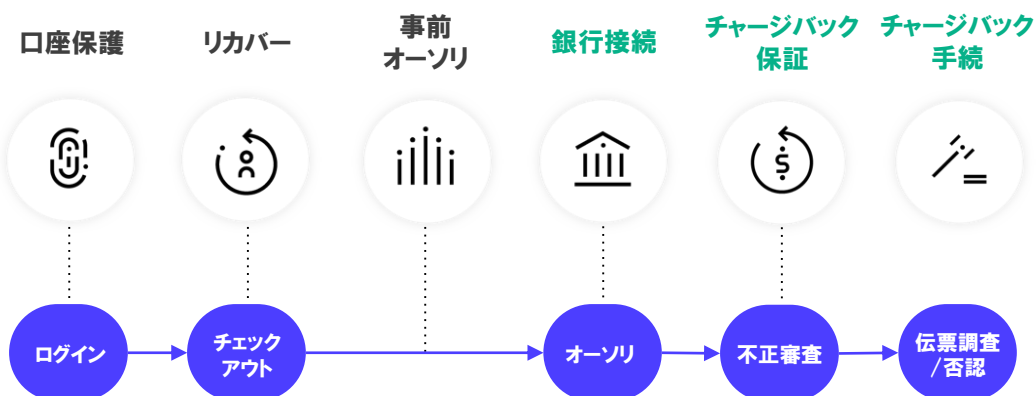 口座保護
リカバー
事前
オーソリ
銀行接続
チャージバック
保証
チャージバック
手続
ログイン
チェック
アウト
オーソリ
不正審査
伝票調査
/否認